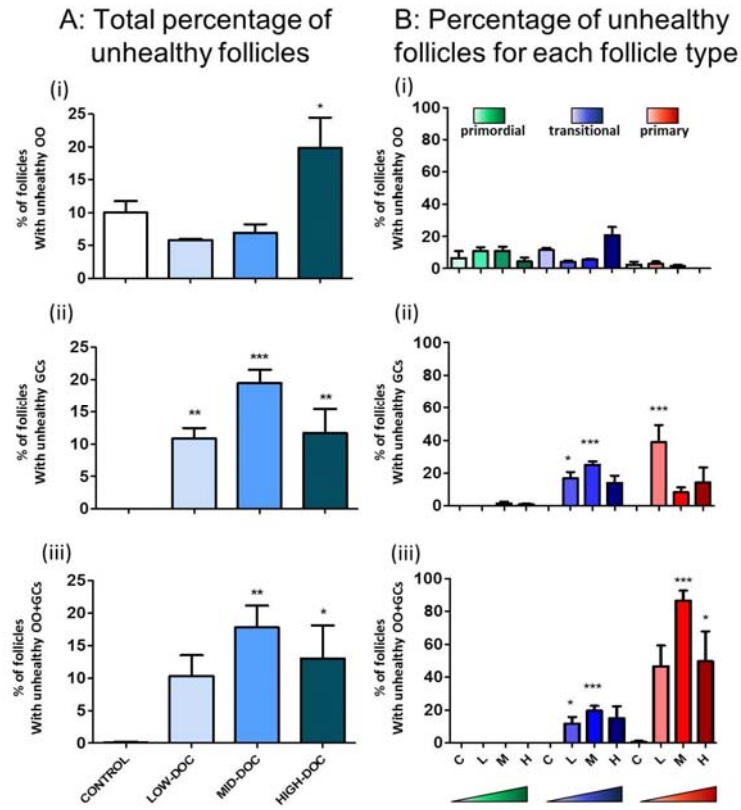 A: Total percentage of
unhealthy follicles
(i)
% of follicles
With unhealthy OO
25
20
15
10
5
0
*
(ii)
% of follicles
With unhealthy GCs
25
20
15
10
5
0
**
***
**
(iii)
% of follicles
With unhealthy OO+GCs
25
20
15
10
5
0
**
*
CONTROL
LOW-DOC
MID-DOC
HIGH-DOC
B: Percentage of unhealthy
follicles for each follicle type
(i)
% of follicles
With unhealthy OO
100
80
60
40
20
0
primordial
transitional
primary
(ii)
% of follicles
With unhealthy GCs
100
80
60
40
20
0
*
***
***
(iii)
% of follicles
With unhealthy OO+GCs
100
80
60
40
20
0
*
***
***
*
C L M H C L M H C L M H